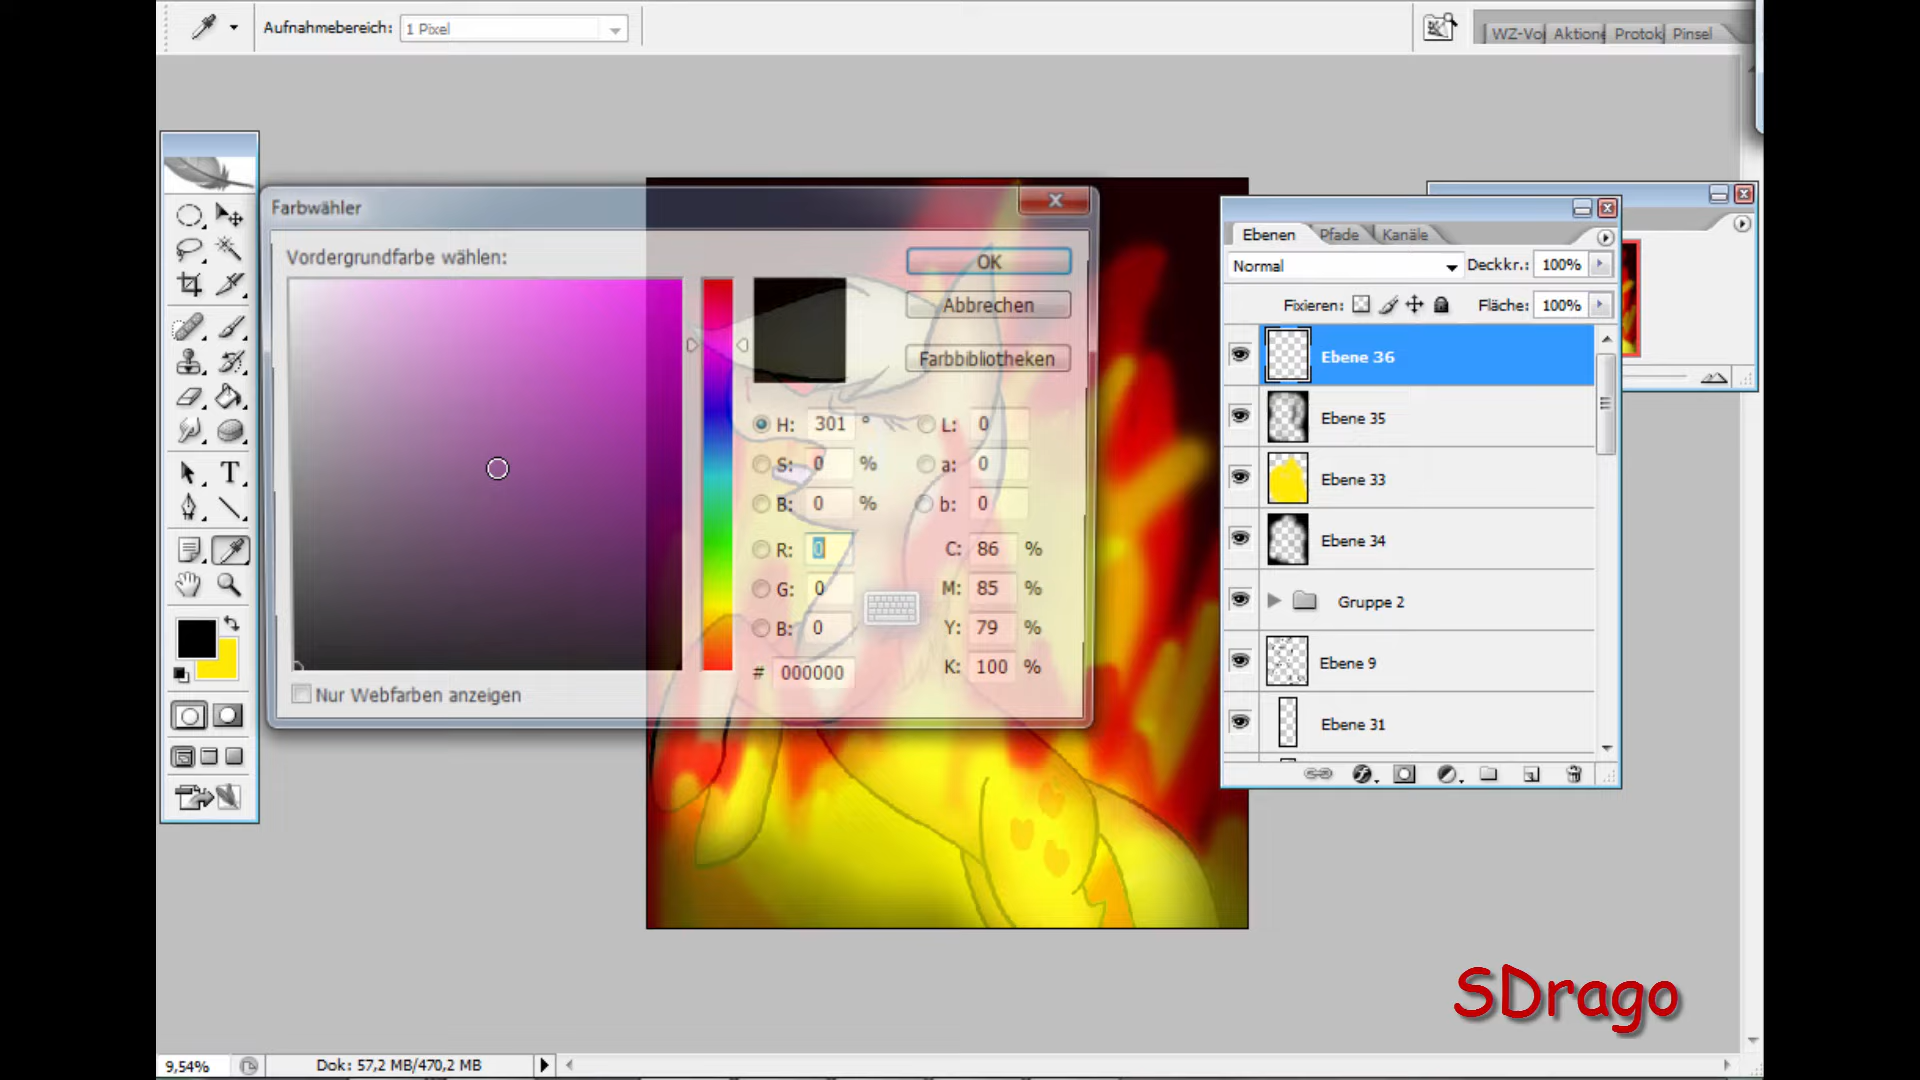 Aufnahmebereich: 1 Pixel
WZ-Vo Aktione Protok Pinsel
Farbwähler
Vordergrundfarbe wählen:
OK
Abbrechen
Farbbibliotheken
H: 301 °
S: 0 %
B: 0 %
R: 0
G: 0
B: 0
# 000000
L: 0
a: 0
b: 0
C: 86 %
M: 85 %
Y: 79 %
K: 100 %
Nur Webfarben anzeigen
Ebenen Pfade Kanäle
Normal Deckkr.: 100%
Fixieren: Fläche: 100%
Ebene 36
Ebene 35
Ebene 33
Ebene 34
Gruppe 2
Ebene 9
Ebene 31
T
SDrago
9,54% Dok: 57,2 MB/470,2 MB